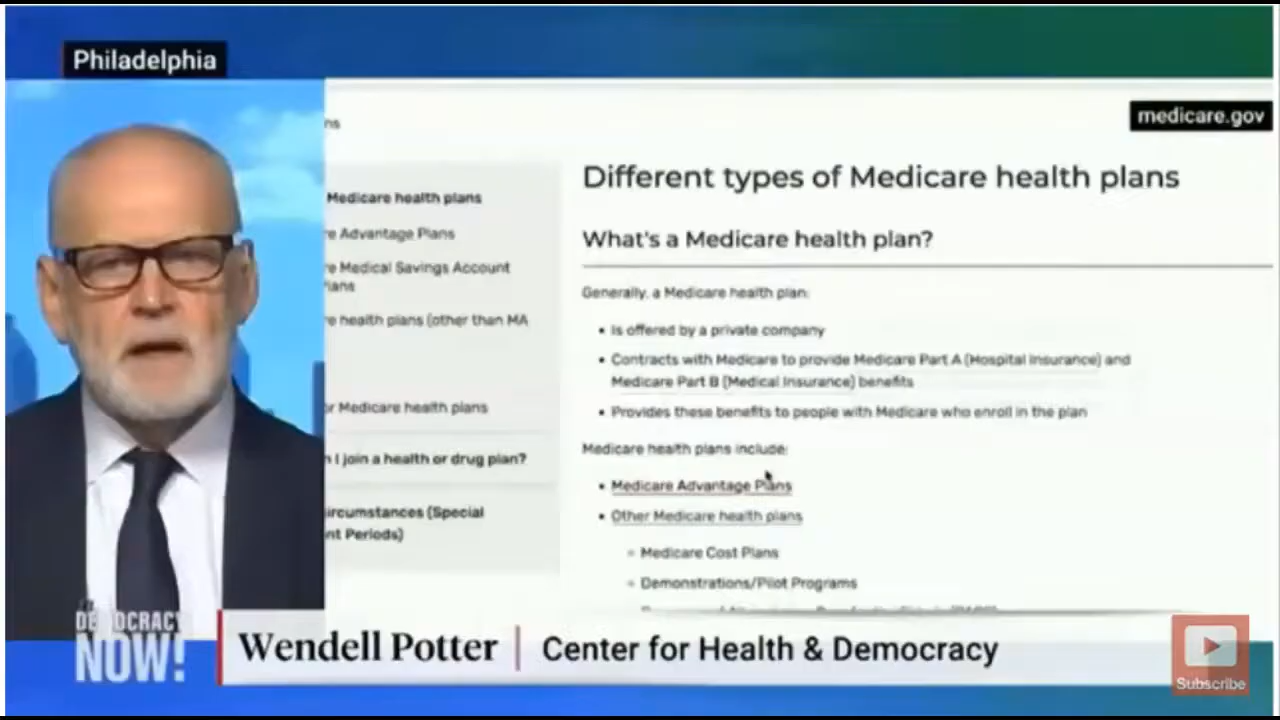 Philadelphia
medicare.gov
ns
Medicare health plans
e Advantage Plans
e Medical Savings Account
lans
e health plans (other than MA
or Medicare health plans
n I join a health or drug plan?
ircumstances (Special
nt Periods)
Different types of Medicare health plans
What's a Medicare health plan?
Generally, a Medicare health plan:
• Is offered by a private company
• Contracts with Medicare to provide Medicare Part A (Hospital Insurance) and
Medicare Part B (Medical Insurance) benefits
• Provides these benefits to people with Medicare who enroll in the plan
Medicare health plans include:
• Medicare Advantage Plans
• Other Medicare health plans
Medicare Cost Plans
Demonstrations/Pilot Programs
DEMOCRACY
NOW!
Wendell Potter | Center for Health & Democracy
Subscribe